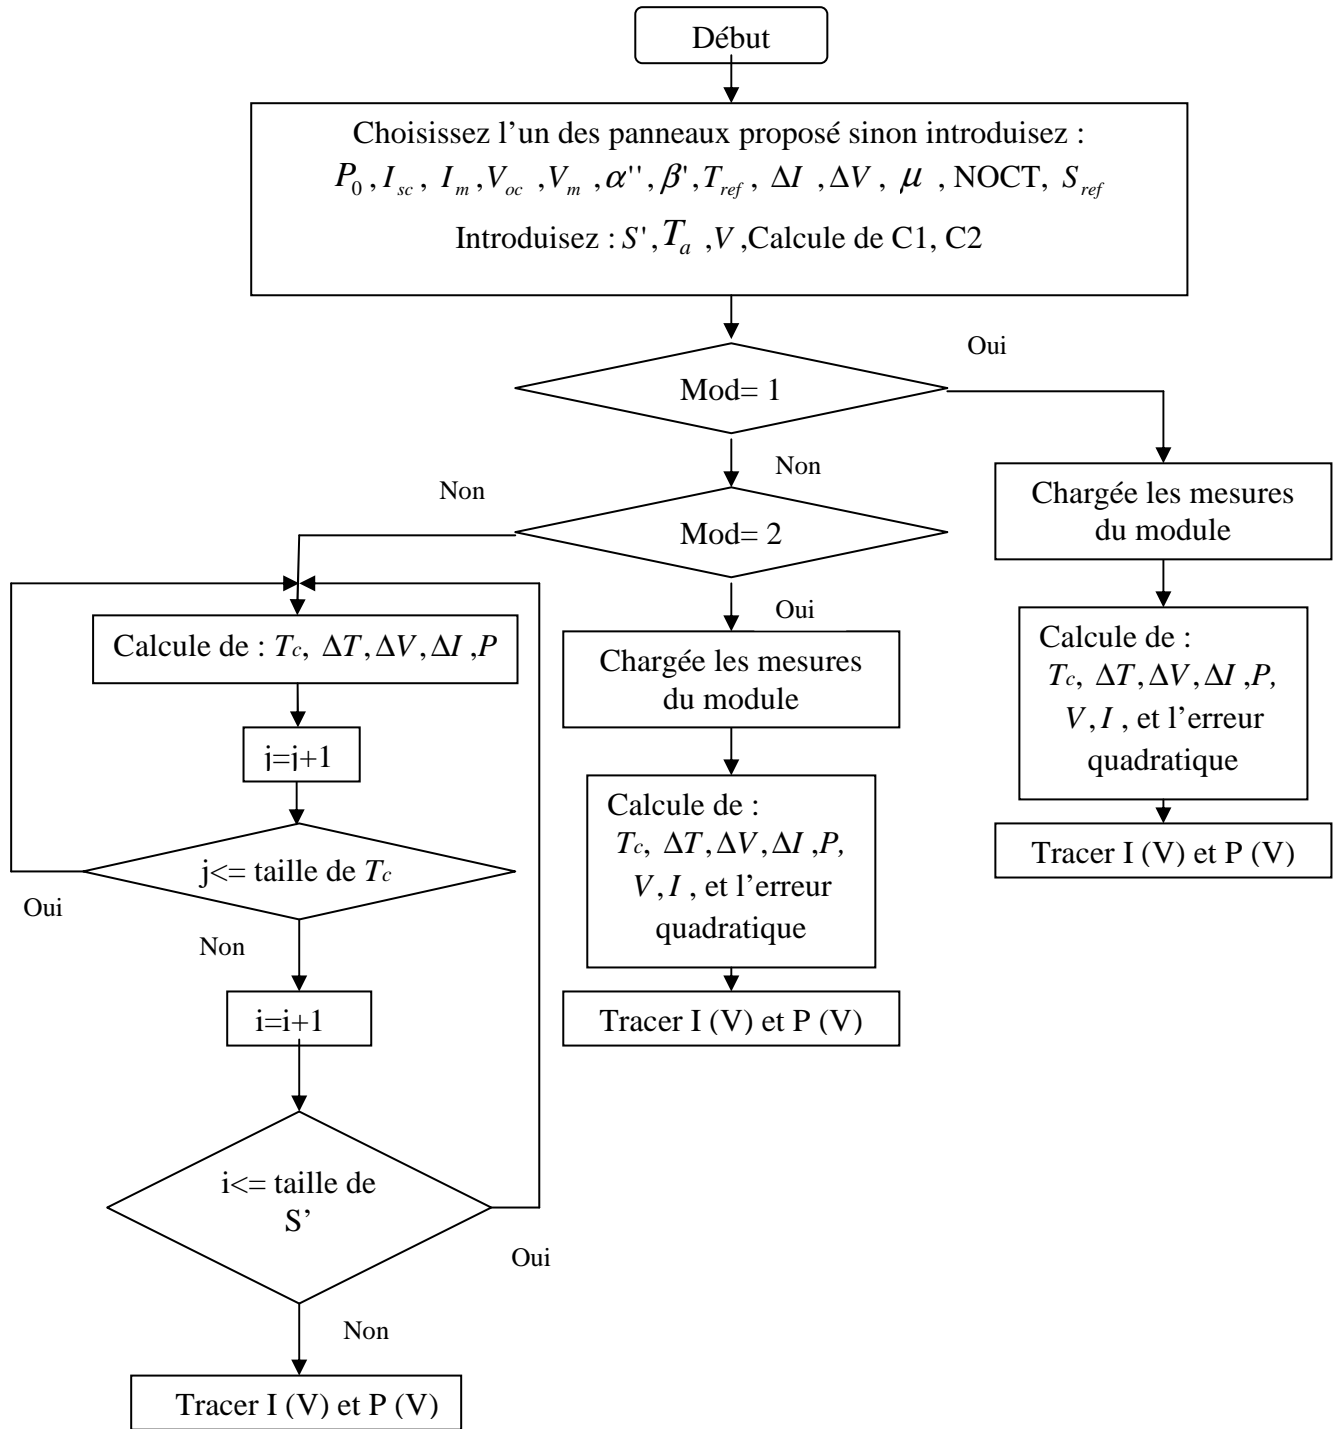 Début
Choisissez l’un des panneaux proposé sinon introduisez :
P0 , Isc , Im , Voc , Vm , α'' , β' , Tref , ΔI , ΔV , μ , NOCT, Sref
Introduisez : S' , Ta , V ,Calcule de C1, C2
Oui
Mod= 1
Non
Non
Mod= 2
Oui
Chargée les mesures
du module
Calcule de :
Tc, ΔT , ΔV , ΔI , P,
V , I , et l’erreur
quadratique
Tracer I (V) et P (V)
Chargée les mesures
du module
Calcule de :
Tc, ΔT , ΔV , ΔI , P,
V , I , et l’erreur
quadratique
Tracer I (V) et P (V)
Calcule de : Tc, ΔT , ΔV , ΔI , P
j=j+1
j<= taille de Tc
Oui
Non
i=i+1
i<= taille de
S’
Oui
Non
Tracer I (V) et P (V)